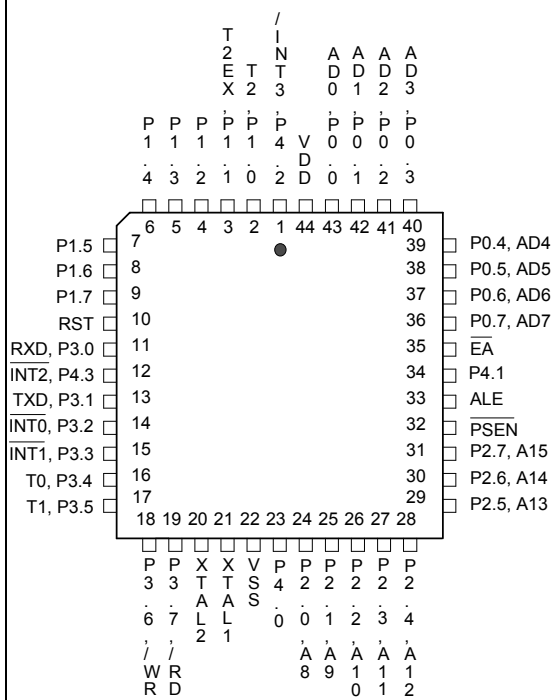 P1.4
P1.3
P1.2
T2EX, P1.1
T2, P1.0
/INT3, P4.2
VDD
AD0, P0.0
AD1, P0.1
AD2, P0.2
AD3, P0.3
6 5 4 3 2 1 44 43 42 41 40
P1.5 7
P1.6 8
P1.7 9
RST 10
RXD, P3.0 11
INT2, P4.3 12
TXD, P3.1 13
INT0, P3.2 14
INT1, P3.3 15
T0, P3.4 16
T1, P3.5 17
39 P0.4, AD4
38 P0.5, AD5
37 P0.6, AD6
36 P0.7, AD7
35 EA
34 P4.1
33 ALE
32 PSEN
31 P2.7, A15
30 P2.6, A14
29 P2.5, A13
18 19 20 21 22 23 24 25 26 27 28
P3.6, /WR
P3.7, /RD
XTAL2
XTAL1
VSS
P4.0
P2.0, A8
P2.1, A9
P2.2, A10
P2.3, A11
P2.4, A12